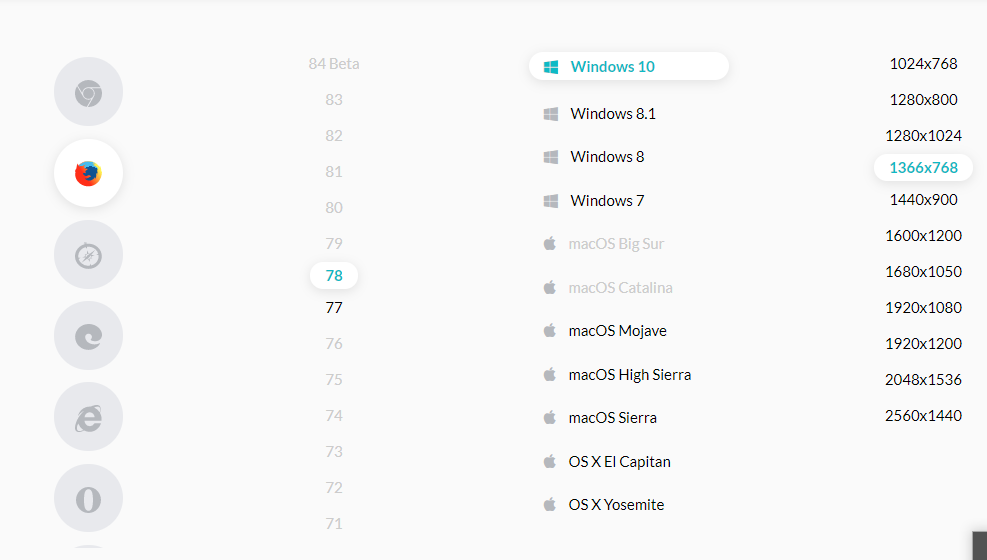 84 Beta
83
82
81
80
79
78
77
76
75
74
73
72
71
Windows 10
Windows 8.1
Windows 8
Windows 7
macOS Big Sur
macOS Catalina
macOS Mojave
macOS High Sierra
macOS Sierra
OS X El Capitan
OS X Yosemite
1024x768
1280x800
1280x1024
1366x768
1440x900
1600x1200
1680x1050
1920x1080
1920x1200
2048x1536
2560x1440